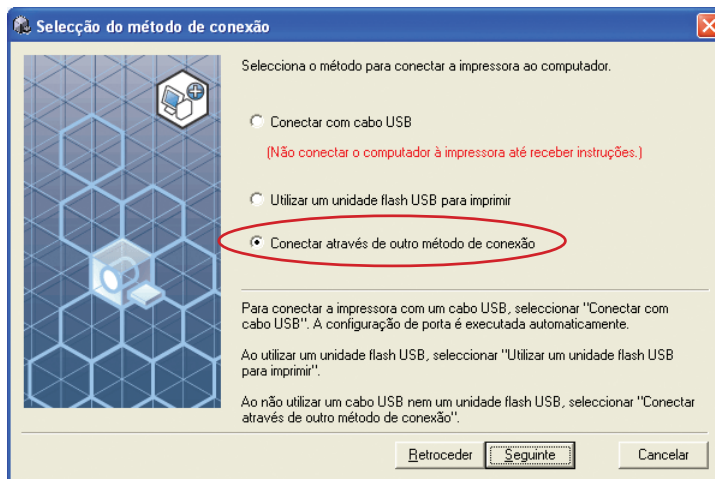 Selecção do método de conexão
Selecciona o método para conectar a impressora ao computador.
Conectar com cabo USB
(Não conectar o computador à impressora até receber instruções.)
Utilizar um unidade flash USB para imprimir
Conectar através de outro método de conexão
Para conectar a impressora com um cabo USB, seleccionar "Conectar com
cabo USB". A configuração de porta é executada automaticamente.
Ao utilizar um unidade flash USB, seleccionar "Utilizar um unidade flash USB
para imprimir".
Ao não utilizar um cabo USB nem um unidade flash USB, seleccionar "Conectar
através de outro método de conexão".
Retroceder Seguinte Cancelar